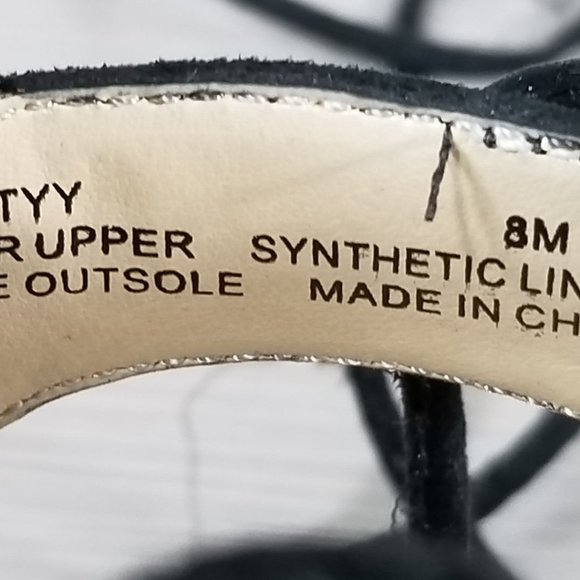 TYY
R UPPER
E OUTSOLE
8M
SYNTHETIC LIN
MADE IN CH